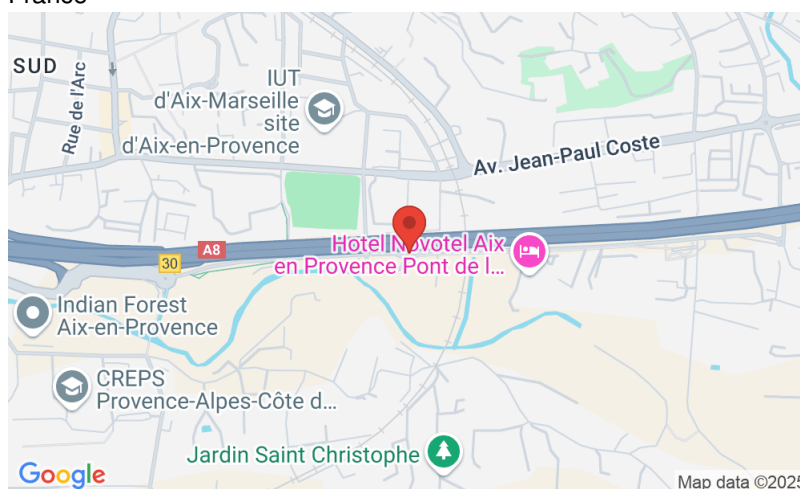 France
SUD
Rue de l'Arc
IUT
d'Aix-Marseille
site
d'Aix-en-Provence
Av. Jean-Paul Coste
A8
30
Hotel Novotel Aix
en Provence Pont de l...
Indian Forest
Aix-en-Provence
CREPS
Provence-Alpes-Côte d...
Jardin Saint Christophe
Google
Map data ©2025